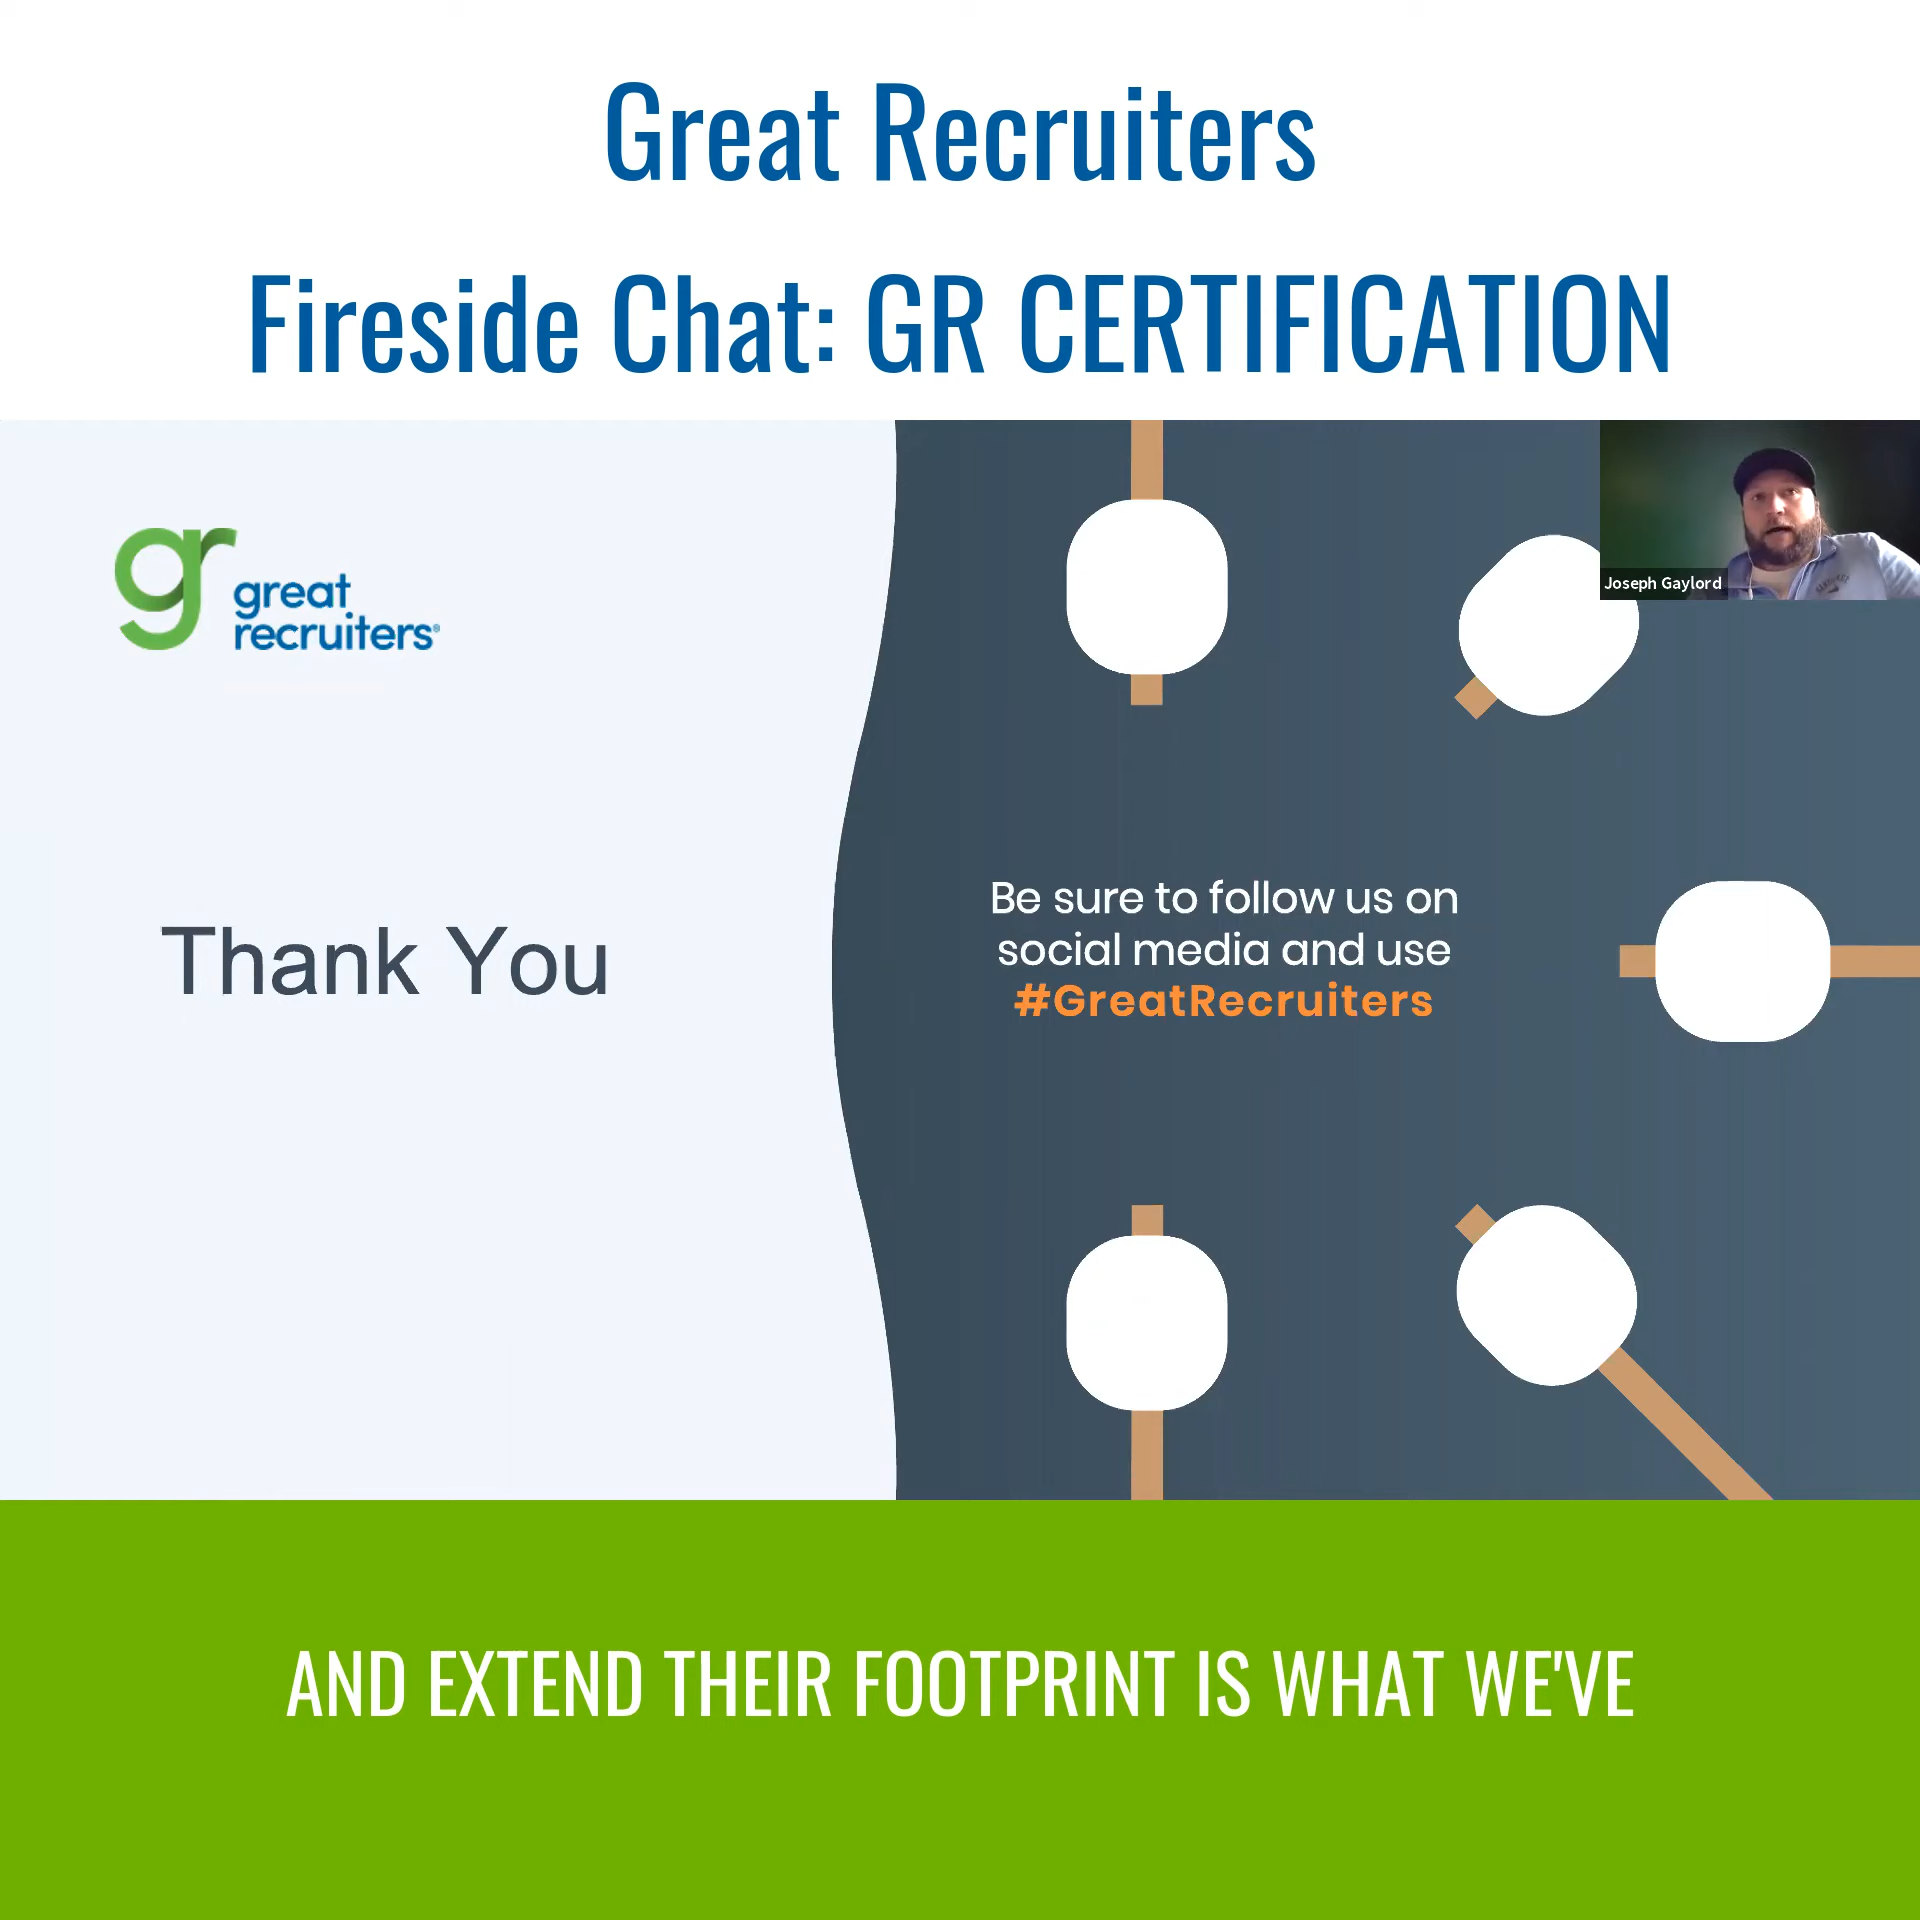 Great Recruiters
Fireside Chat: GR CERTIFICATION
gr great
recruiters®
Joseph Gaylord
Thank You
Be sure to follow us on
social media and use
#GreatRecruiters
AND EXTEND THEIR FOOTPRINT IS WHAT WE'VE